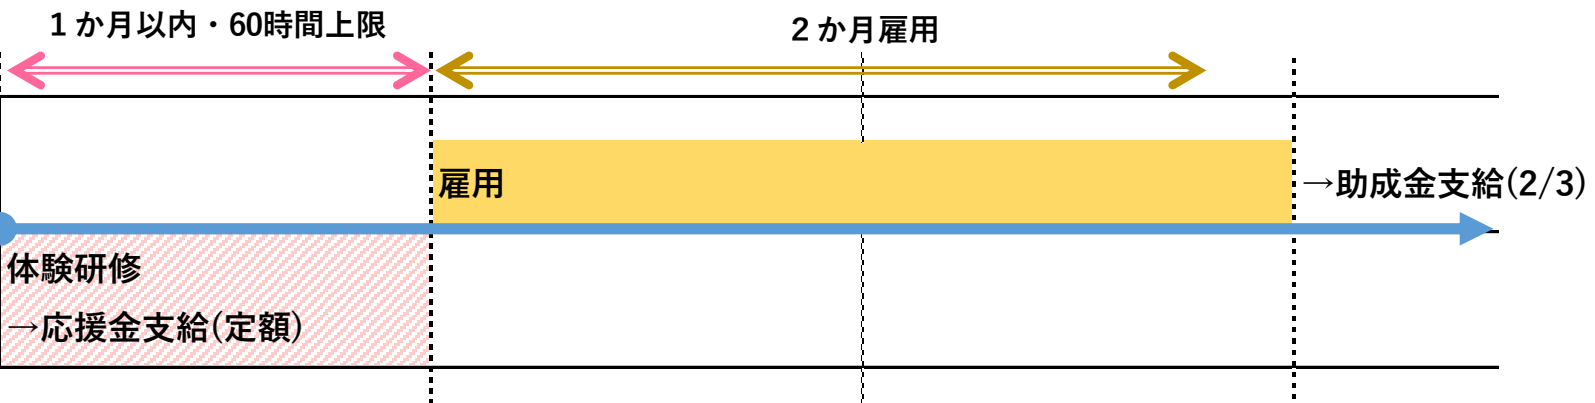 １か月以内・60時間上限
２か月雇用
雇用
→助成金支給(2/3)
体験研修
→応援金支給(定額)